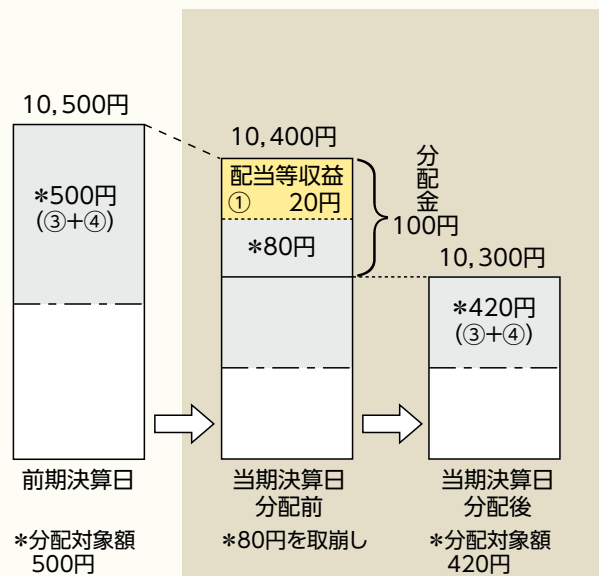 10,500円
*500円
(③+④)
前期決算日
*分配対象額
500円
10,400円
配当等収益
① 20円
*80円
分配金
100円
当期決算日
分配前
*80円を取崩し
10,300円
*420円
(③+④)
当期決算日
分配後
*分配対象額
420円